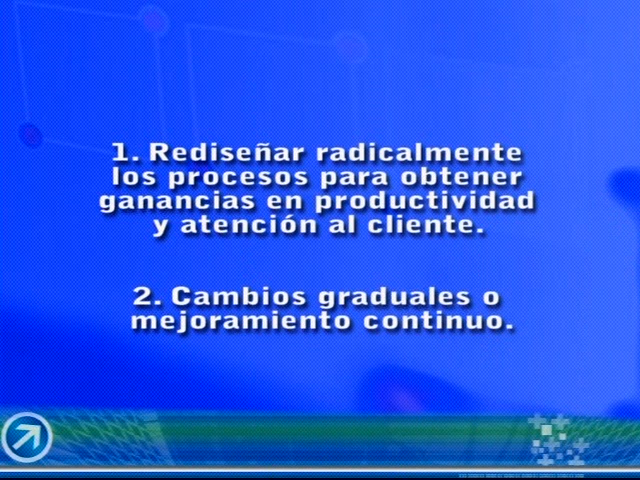 1. Rediseñar radicalmente
los procesos para obtener
ganancias en productividad
y atención al cliente.
2. Cambios graduales o
mejoramiento continuo.